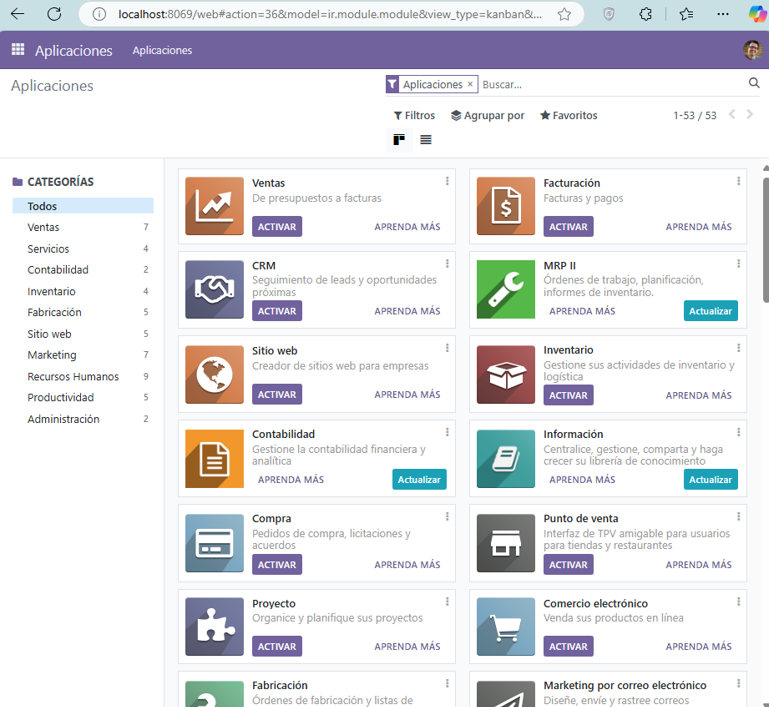 localhost:8069/web#action=36&model=ir.module.module&view_type=kanban&...
Aplicaciones
Aplicaciones
Aplicaciones
Aplicaciones ×
Buscar...
Filtros
Agrupar por
Favoritos
1-53 / 53
CATEGORÍAS
Todos
Ventas 7
Servicios 4
Contabilidad 2
Inventario 4
Fabricación 5
Sitio web 5
Marketing 7
Recursos Humanos 9
Productividad 5
Administración 2
Ventas
De presupuestos a facturas
ACTIVAR
APRENDA MÁS
Facturación
Facturas y pagos
ACTIVAR
APRENDA MÁS
CRM
Seguimiento de leads y oportunidades
próximas
ACTIVAR
APRENDA MÁS
MRP II
Órdenes de trabajo, planificación,
informes de inventario.
APRENDA MÁS
Actualizar
Sitio web
Creador de sitios web para empresas
ACTIVAR
APRENDA MÁS
Inventario
Gestione sus actividades de inventario y
logística
ACTIVAR
APRENDA MÁS
Contabilidad
Gestione la contabilidad financiera y
analítica
APRENDA MÁS
Actualizar
Información
Centralice, gestione, comparta y haga
crecer su librería de conocimiento
APRENDA MÁS
Actualizar
Compra
Pedidos de compra, licitaciones y
acuerdos
ACTIVAR
APRENDA MÁS
Punto de venta
Interfaz de TPV amigable para usuarios
para tiendas y restaurantes
ACTIVAR
APRENDA MÁS
Proyecto
Organice y planifique sus proyectos
ACTIVAR
APRENDA MÁS
Comercio electrónico
Venda sus productos en línea
ACTIVAR
APRENDA MÁS
Fabricación
Órdenes de fabricación y listas de
Marketing por correo electrónico
Diseñe, envíe y rastree correos